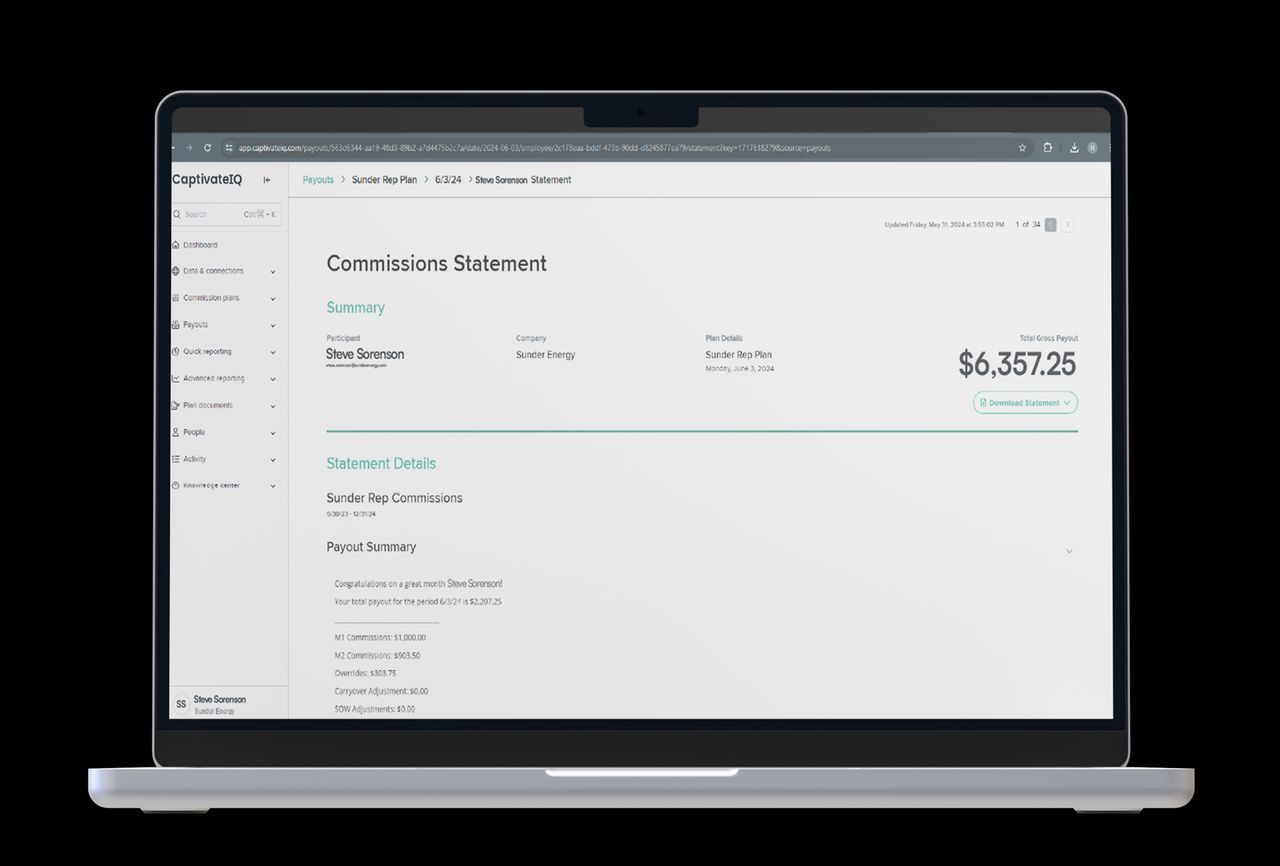 app.captivateiq.com/payouts/563d6344-aa19-48d3-89b2-a7d4475b2c7a/date/2024-06-03/employee/2c178eaa-bddf-473b-90dd-d8245877ea79/statement?key=1717618279&source=payouts
N
CaptivateIQ
Payouts > Sunder Rep Plan > 6/3/24 > Steve Sorenson Statement
Search Ctrl/⌘ + K
Updated Friday, May 31, 2024 at 3:55:02 PM 1 of 34
Dashboard
Data & connections
Commission plans
Payouts
Quick reporting
Advanced reporting
Plan documents
People
Activity
Knowledge center
Commissions Statement
Summary
Participant
Steve Sorenson
steve.sorenson@sunderenergy.com
Company
Sunder Energy
Plan Details
Sunder Rep Plan
Monday, June 3, 2024
Total Gross Payout
$6,357.25
Download Statement
Statement Details
Sunder Rep Commissions
9/30/23 - 12/31/24
Payout Summary
Congratulations on a great month Steve Sorenson!
Your total payout for the period 6/3/24 is $2,207.25
M1 Commissions: $1,000.00
M2 Commissions: $903.50
Overrides: $303.75
Carryover Adjustment: $0.00
SOW Adjustments: $0.00
SS
Steve Sorenson
Sunder Energy